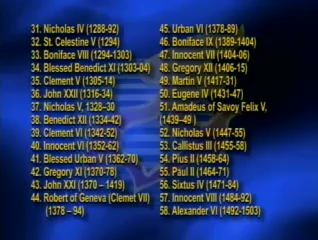 31. Nicholas IV (1288-92)
32. St. Celestine V (1294)
33. Boniface VIII (1294-1303)
34. Blessed Benedict XI (1303-04)
35. Clement V (1305-14)
36. John XXII (1316-34)
37. Nicholas V, 1328–30
38. Benedict XII (1334-42)
39. Clement VI (1342-52)
40. Innocent VI (1352-62)
41. Blessed Urban V (1362-70)
42. Gregory XI (1370-78)
43. John XXI (1370 – 1419)
44. Robert of Geneva (Clemet VII)
(1378 – 94)
45. Urban VI (1378-89)
46. Boniface IX (1389-1404)
47. Innocent VII (1404-06)
48. Gregory XII (1406-15)
49. Martin V (1417-31)
50. Eugene IV (1431-47)
51. Amadeus of Savoy Felix V,
(1439–49 )
52. Nicholas V (1447-55)
53. Callistus III (1455-58)
54. Pius II (1458-64)
55. Paul II (1464-71)
56. Sixtus IV (1471-84)
57. Innocent VIII (1484-92)
58. Alexander VI (1492-1503)